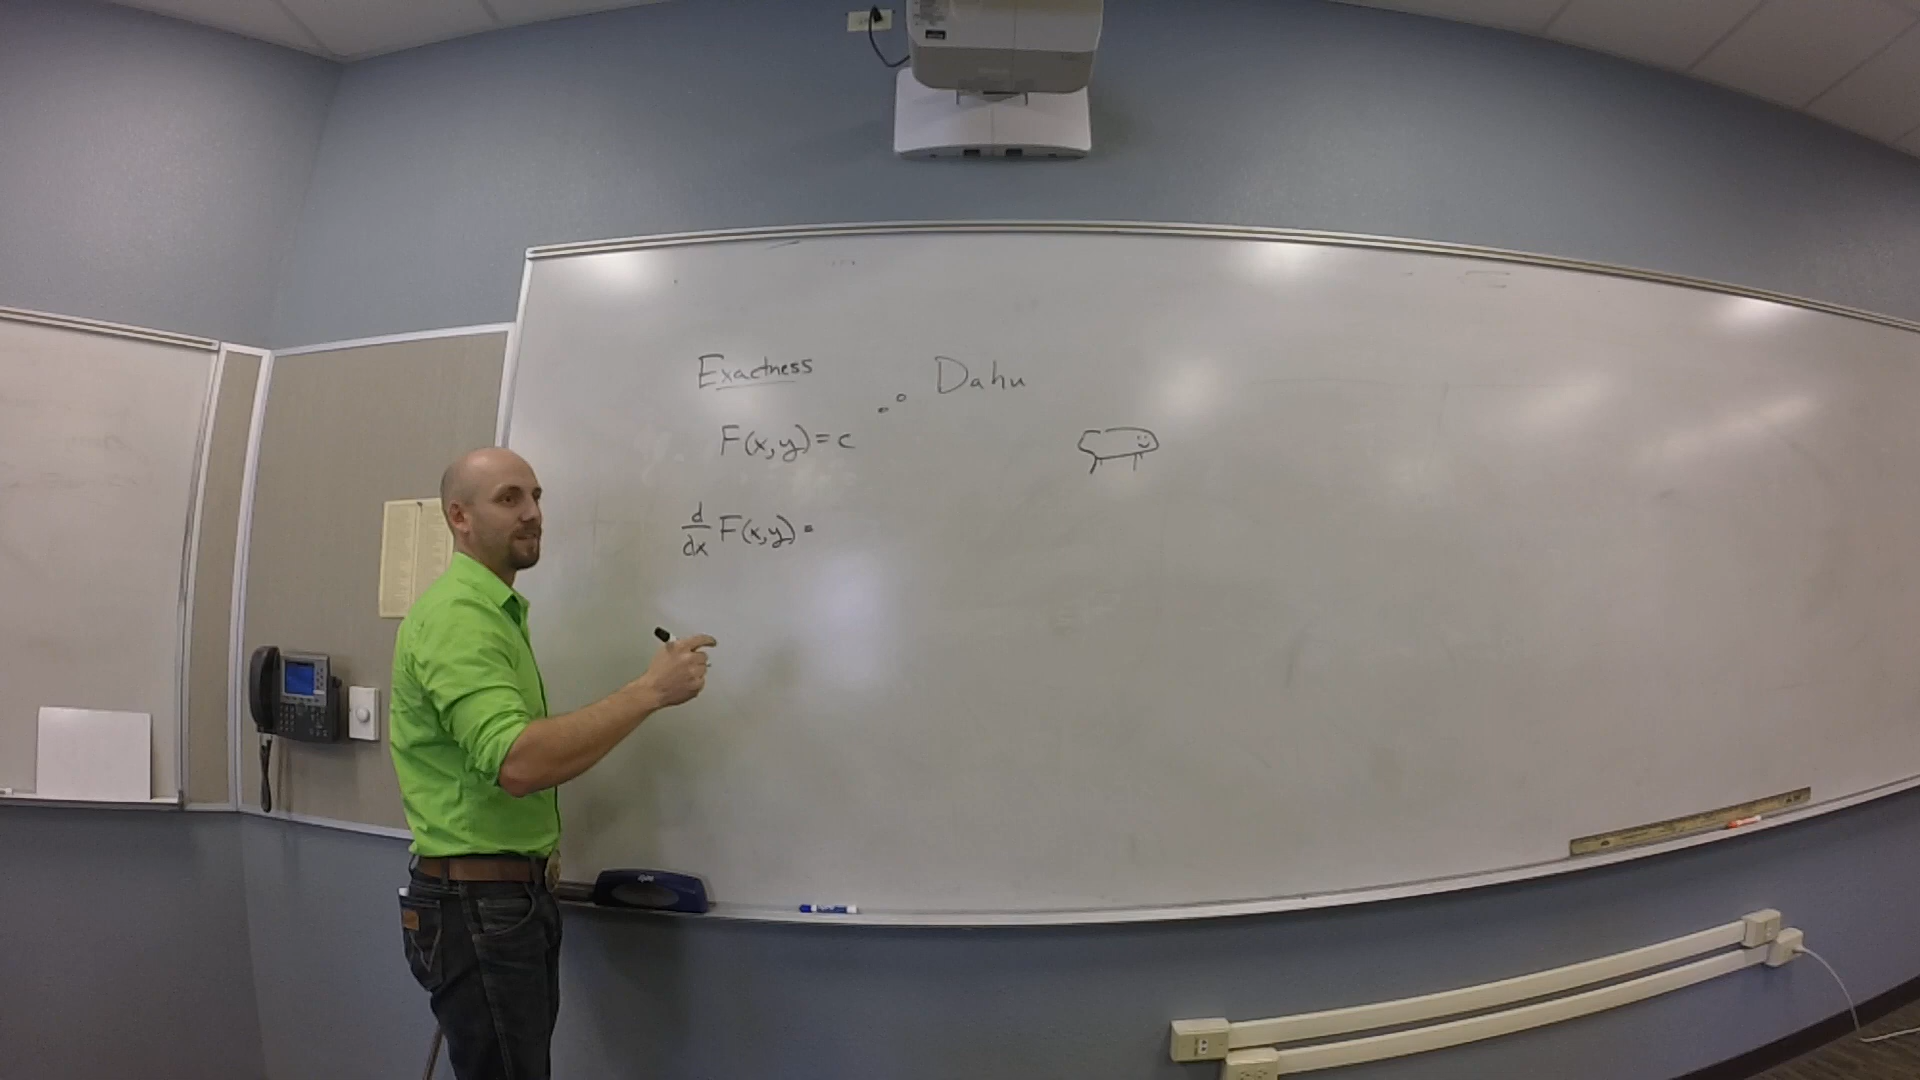 Exactness
Dahu
F(x,y)=c
d/dx F(x,y) =